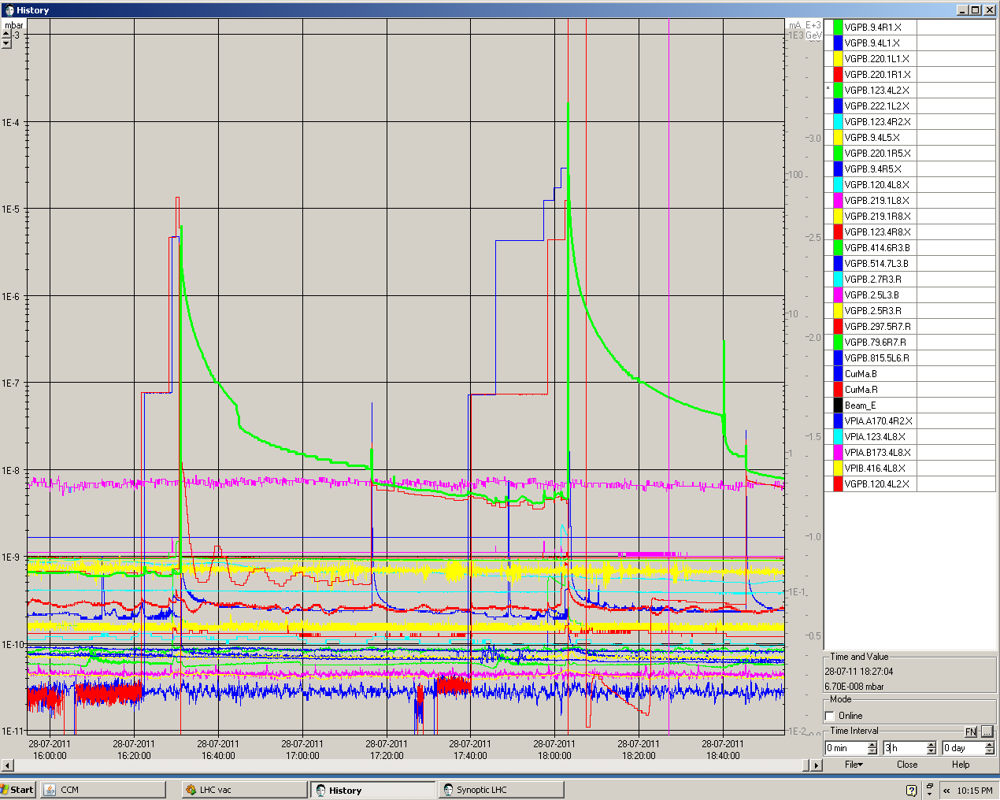 History
mbar
mA E+3
GeV
1E3
-3
1E-4
1E-5
1E-6
1E-7
1E-8
1E-9
1E-10
1E-11
-3.0
100
-2.5
10
-2.0
-1.5
1
-1.0
1E-1
-0.5
1E-2
28-07-2011 28-07-2011 28-07-2011 28-07-2011 28-07-2011 28-07-2011 28-07-2011 28-07-2011 28-07-2011
16:00:00 16:20:00 16:40:00 17:00:00 17:20:00 17:40:00 18:00:00 18:20:00 18:40:00
VGPB.9.4R1.X
VGPB.9.4L1.X
VGPB.220.1L1.X
VGPB.220.1R1.X
* VGPB.123.4L2.X
VGPB.222.1L2.X
VGPB.123.4R2.X
VGPB.9.4L5.X
VGPB.220.1R5.X
VGPB.9.4R5.X
VGPB.120.4L8.X
VGPB.219.1L8.X
VGPB.219.1R8.X
VGPB.123.4R8.X
VGPB.414.6R3.B
VGPB.514.7L3.B
VGPB.2.7R3.R
VGPB.2.5L3.B
VGPB.2.5R3.R
VGPB.297.5R7.R
VGPB.79.6R7.R
VGPB.815.5L6.R
CurMa.B
CurMa.R
Beam_E
VPIA.A170.4R2.X
VPIA.123.4L8.X
VPIA.B173.4L8.X
VPIB.416.4L8.X
VGPB.120.4L2.X
Time and Value
28-07-11 18:27:04
6.70E-008 mbar
Mode
Online
Time Interval FN ...
0 min 3 h 0 day
File Close Help
Start CCM LHC vac History Synoptic LHC ? « 10:15 PM